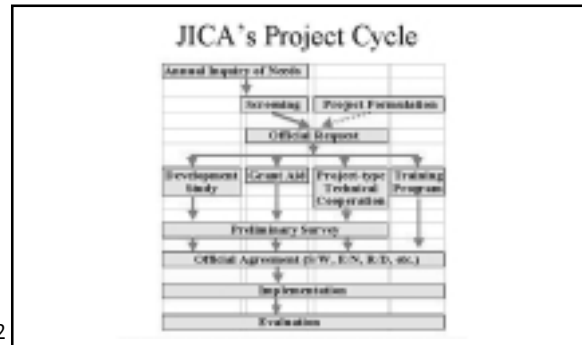 JICA's Project Cycle
Annual Inquiry of Needs
Screening
Project Formulation
Official Request
Development
Study
Grant Aid
Project-type
Technical
Cooperation
Training
Program
Preliminary Survey
Official Agreement (S/W, E/N, R/D, etc.)
Implementation
Evaluation
2